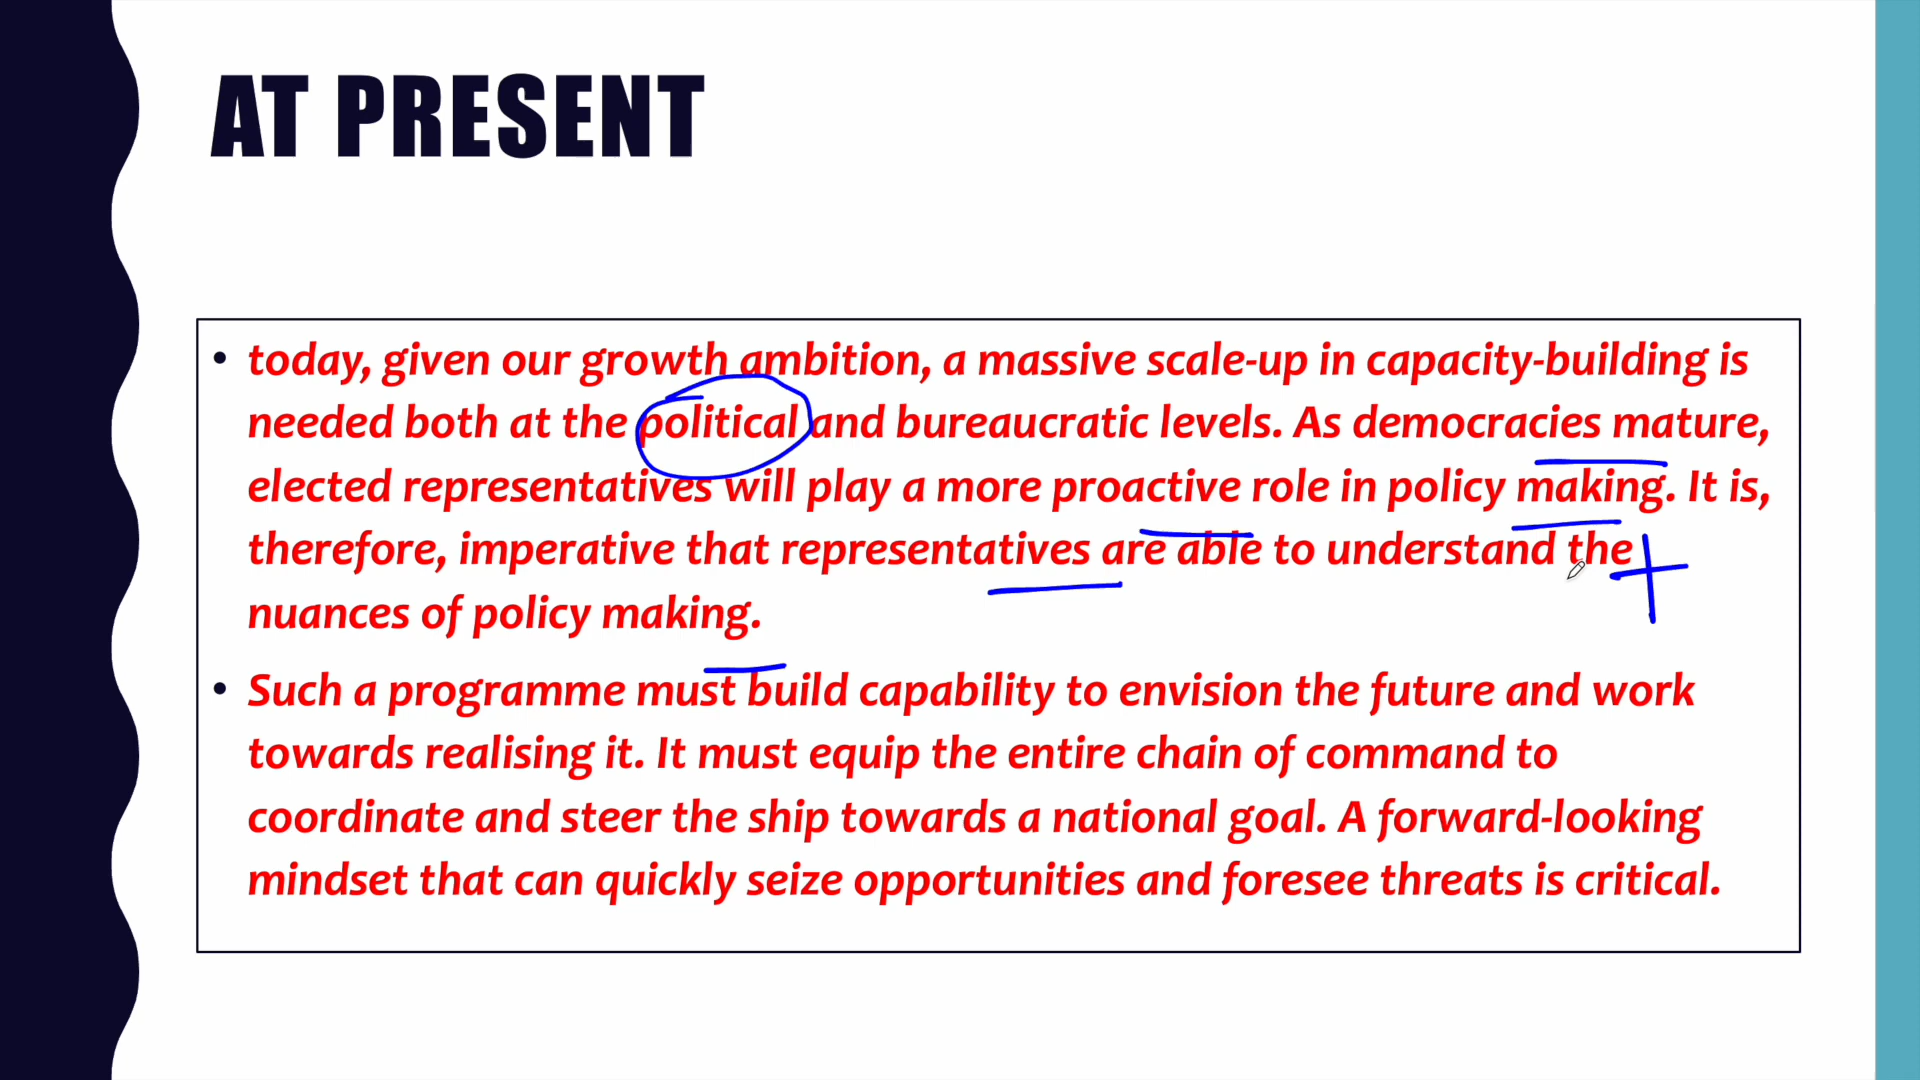 AT PRESENT
• today, given our growth ambition, a massive scale-up in capacity-building is
needed both at the political and bureaucratic levels. As democracies mature,
elected representatives will play a more proactive role in policy making. It is,
therefore, imperative that representatives are able to understand the
nuances of policy making.
• Such a programme must build capability to envision the future and work
towards realising it. It must equip the entire chain of command to
coordinate and steer the ship towards a national goal. A forward-looking
mindset that can quickly seize opportunities and foresee threats is critical.